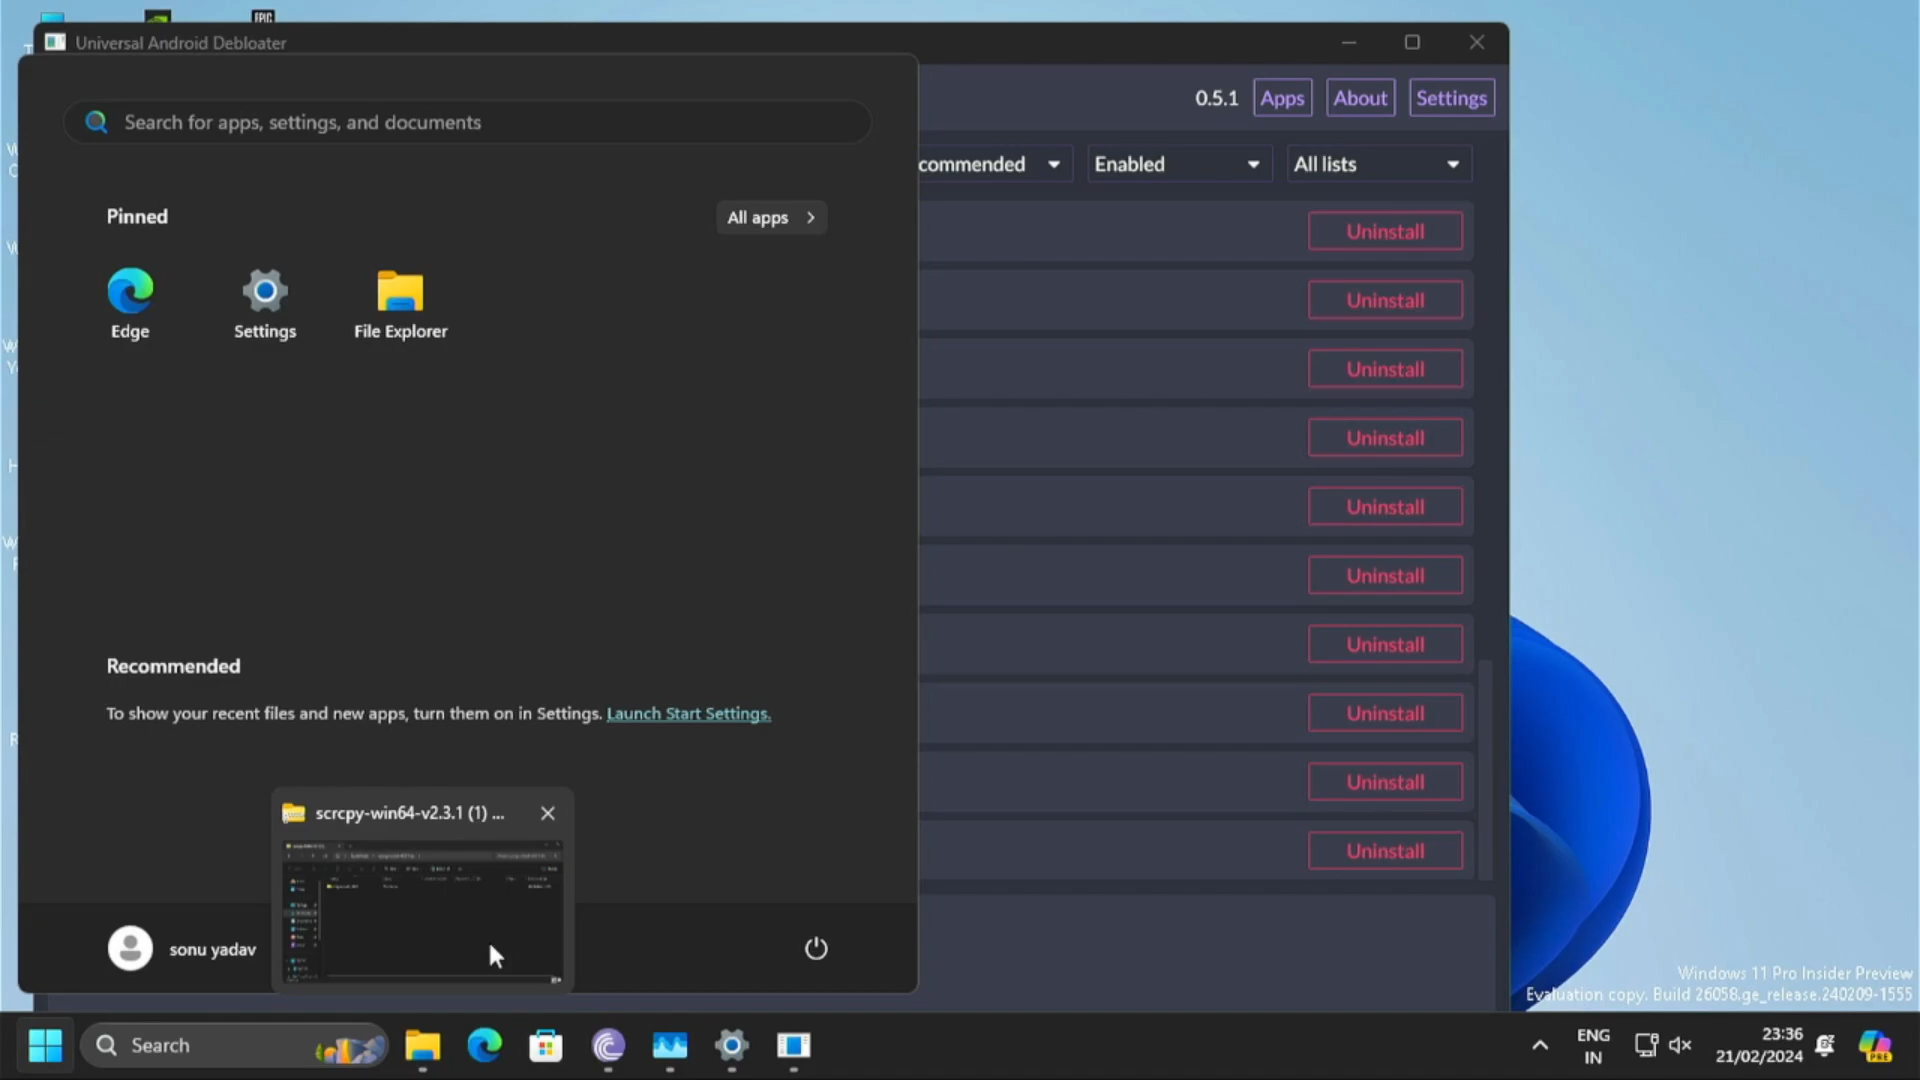 EPIC
Universal Android Debloater
Search for apps, settings, and documents
0.5.1
Apps
About
Settings
commended
Enabled
All lists
Pinned
All apps
Edge
Settings
File Explorer
Uninstall
Uninstall
Uninstall
Uninstall
Uninstall
Uninstall
Uninstall
Uninstall
Uninstall
Uninstall
Recommended
To show your recent files and new apps, turn them on in Settings. Launch Start Settings.
scrcpy-win64-v2.3.1 (1) ...
sonu yadav
Windows 11 Pro Insider Preview
Evaluation copy. Build 26058.ge_release.240209-1555
Search
ENG
IN
23:36
21/02/2024
PRE